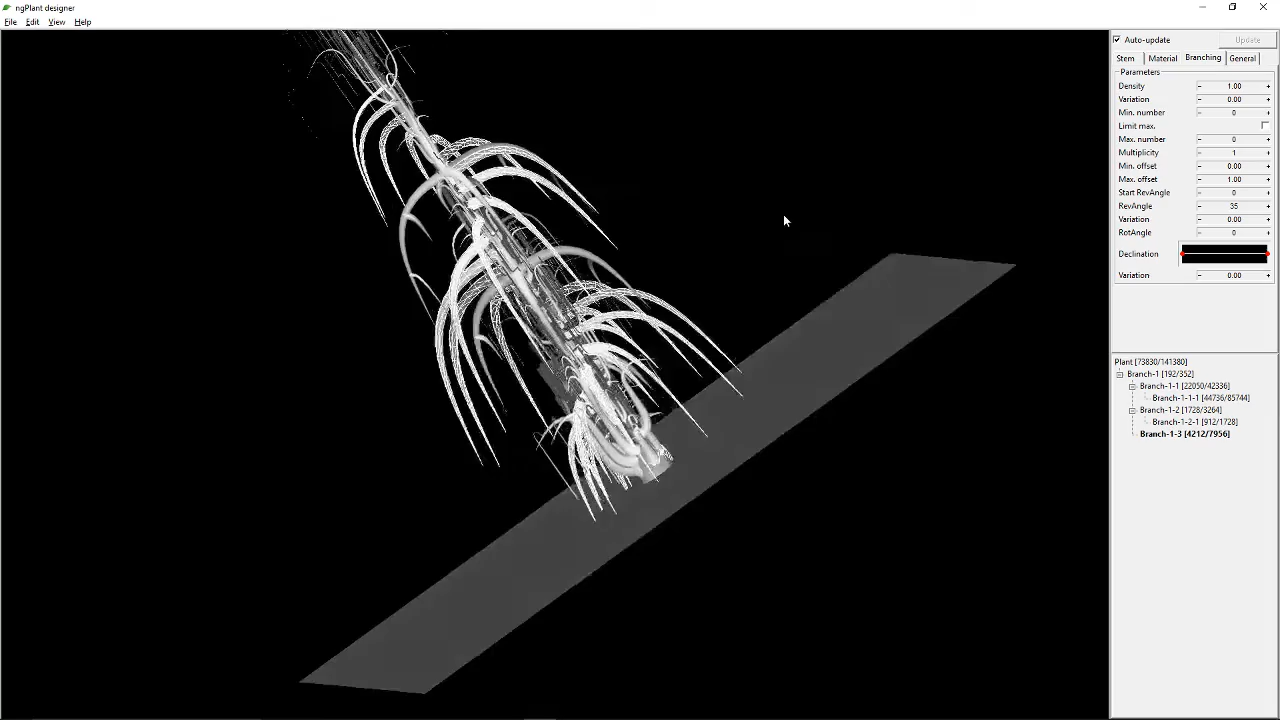 ngPlant designer
File Edit View Help
Auto-update Update
Stem Material Branching General
Parameters
Density - 1.00 +
Variation - 0.00 +
Min. number - 0 +
Limit max.
Max. number - 0 +
Multiplicity - 1 +
Min. offset - 0.00 +
Max. offset - 1.00 +
Start RevAngle - 0 +
RevAngle - 35 +
Variation - 0.00 +
RotAngle - 0 +
Declination
Variation - 0.00 +
Plant [73830/141380]
Branch-1 [192/352]
Branch-1-1 [22050/42336]
Branch-1-1-1 [44736/85744]
Branch-1-2 [1728/3264]
Branch-1-2-1 [912/1728]
Branch-1-3 [4212/7956]